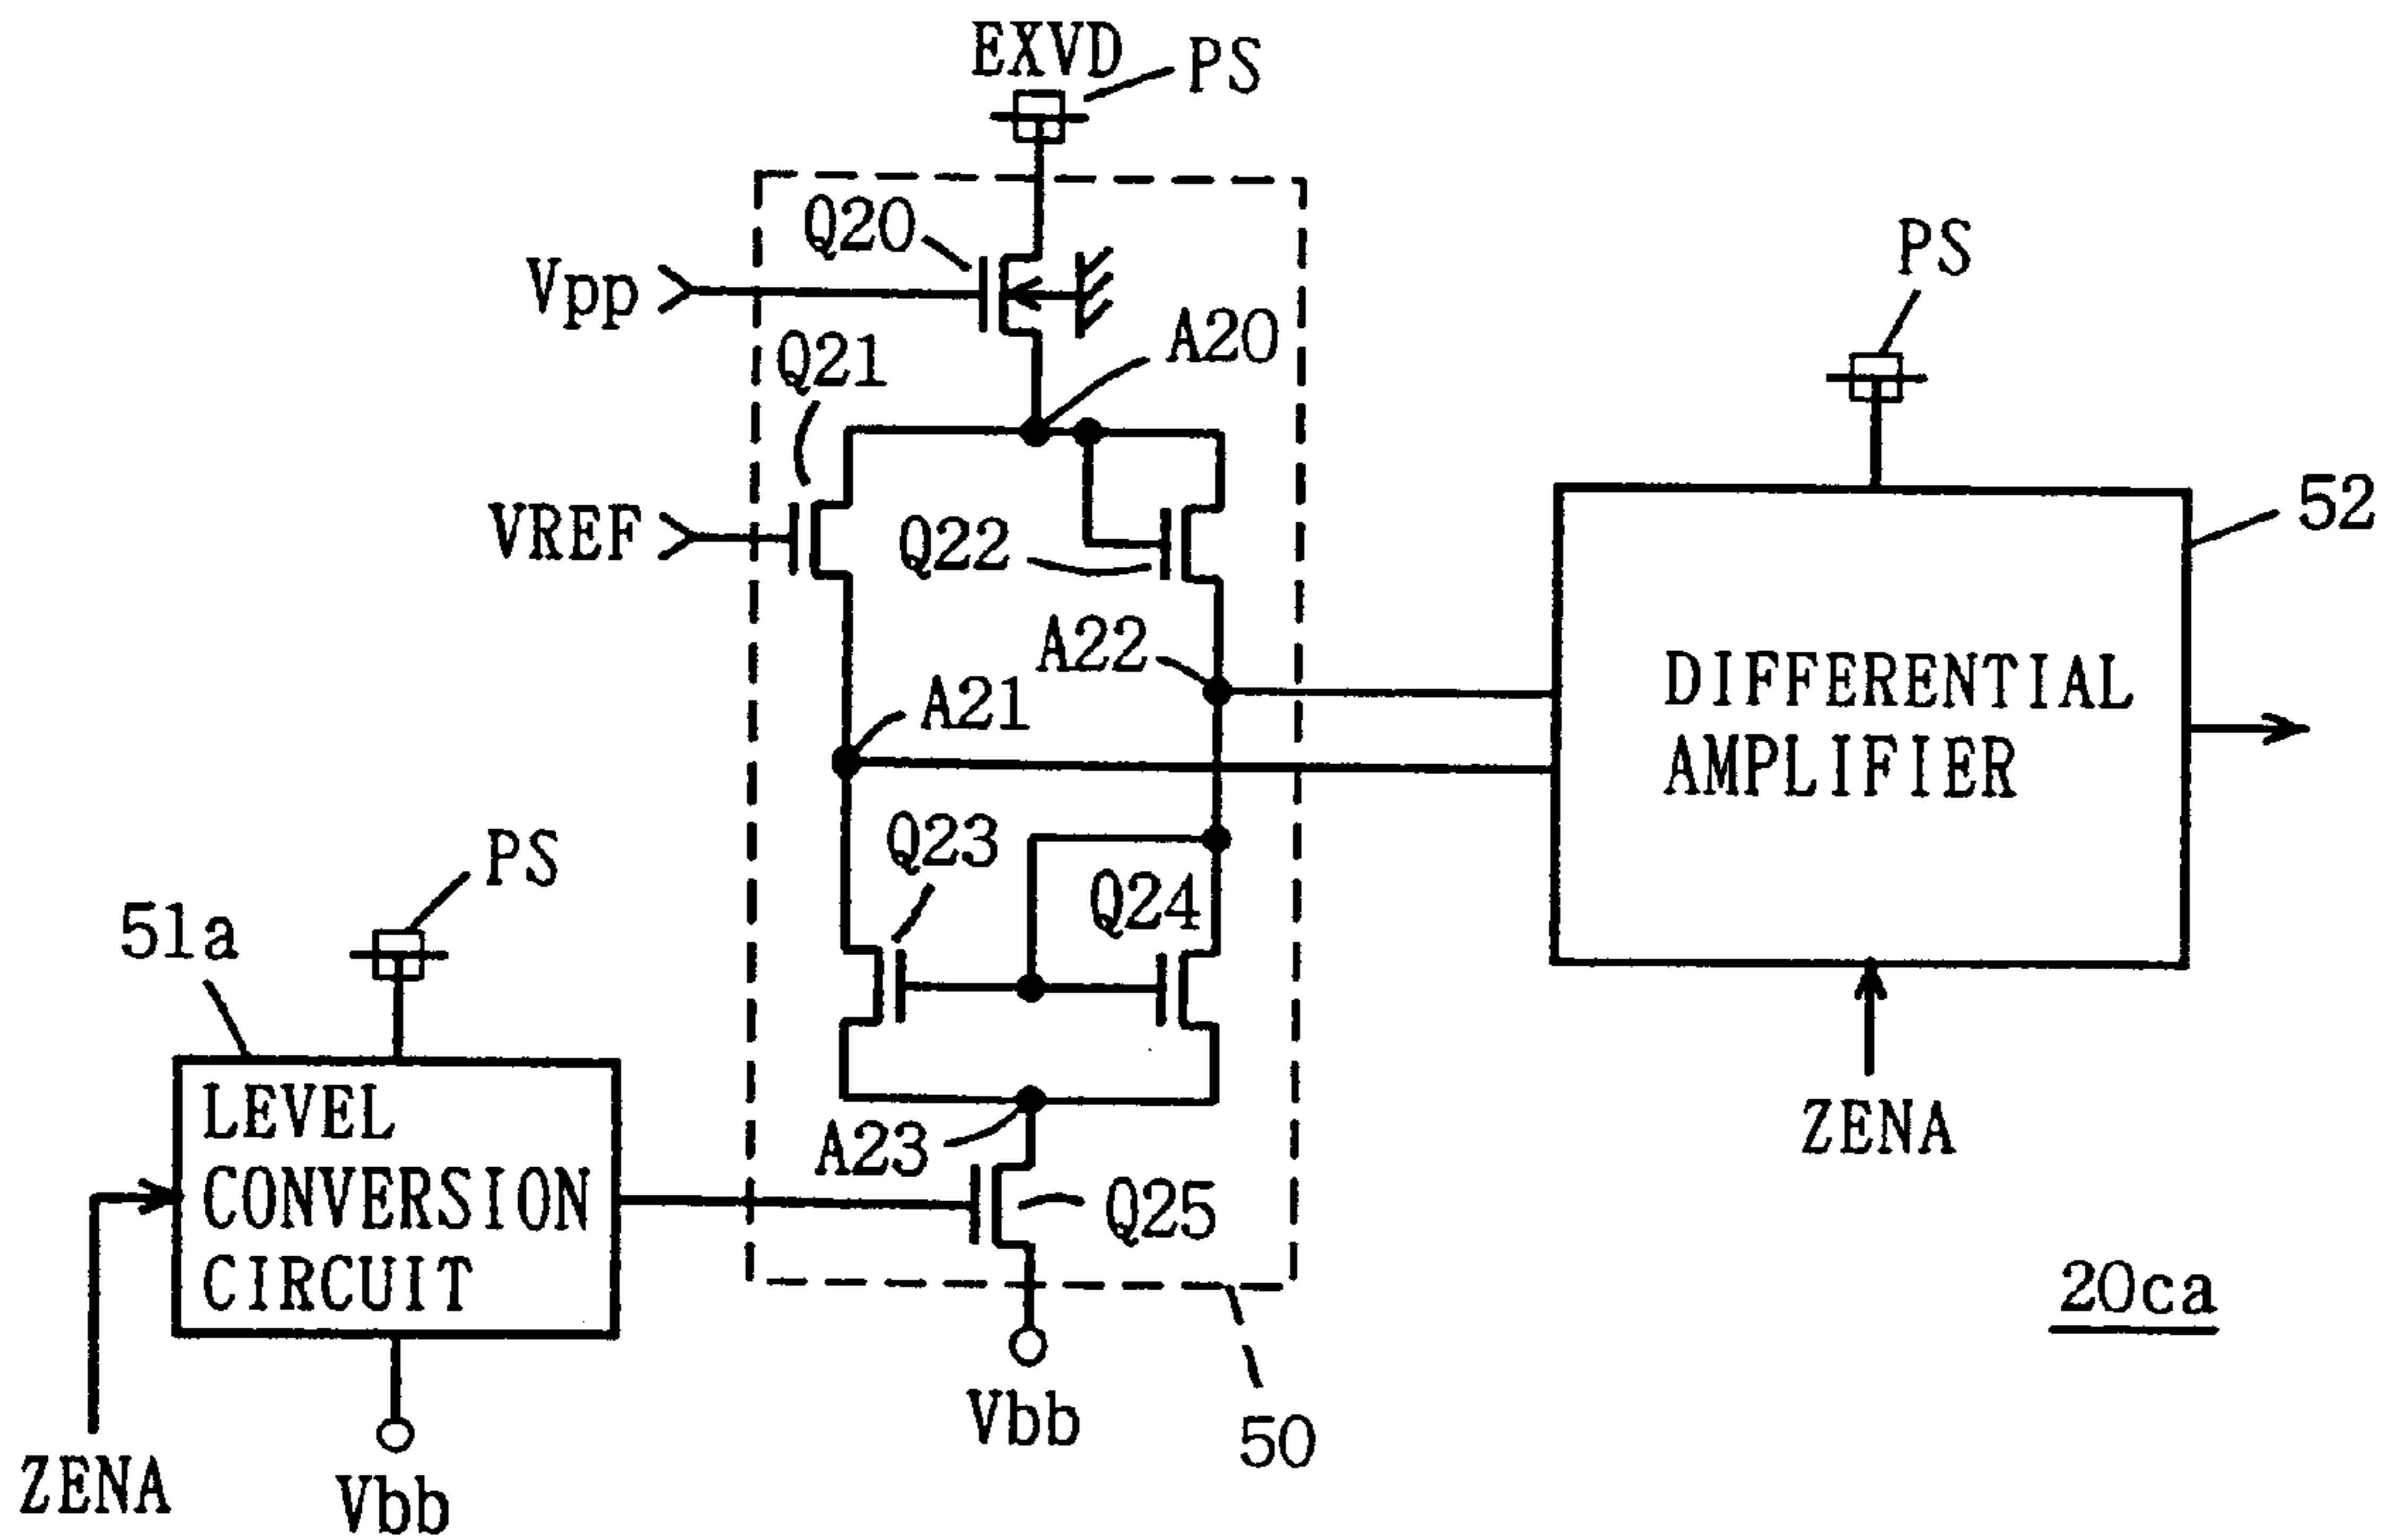 EXVD
PS
Q20
Vpp
PS
A20
Q21
VREF
Q22
52
A22
DIFFERENTIAL
AMPLIFIER
A21
Q23
PS
Q24
51a
LEVEL
CONVERSION
CIRCUIT
ZENA
A23
Q25
20ca
Vbb
50
ZENA
Vbb